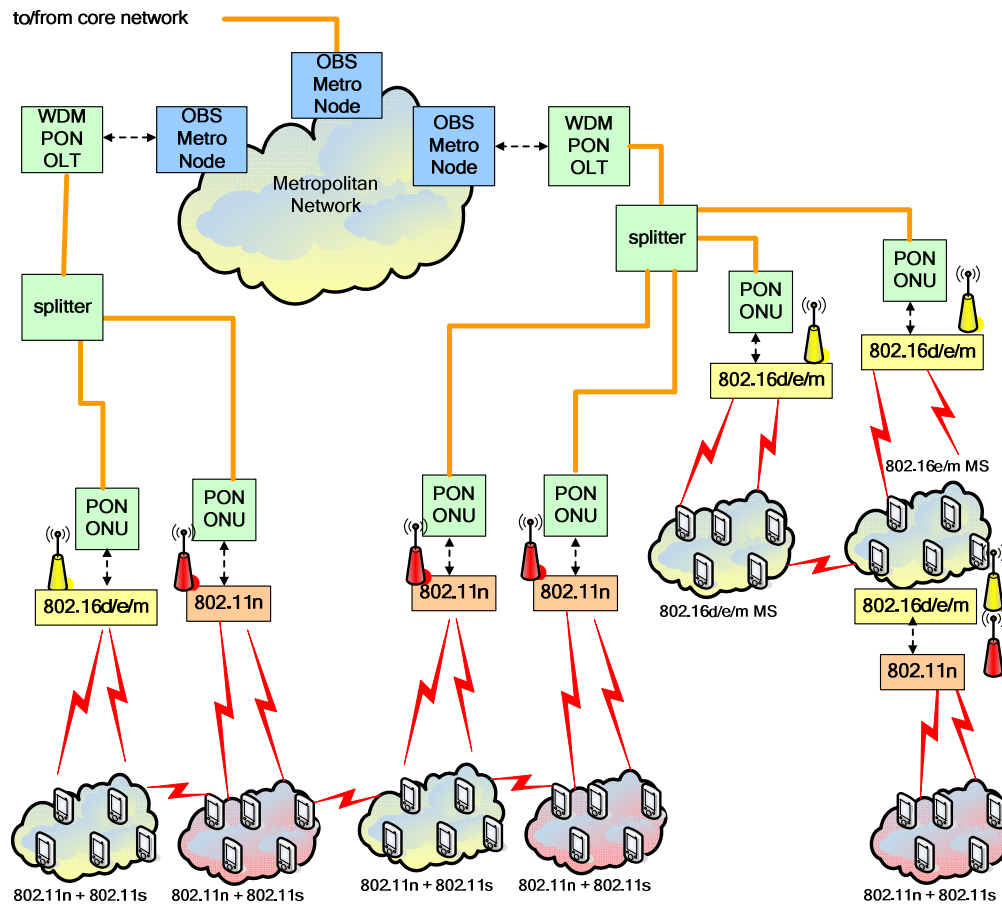 to/from core network
OBS
Metro
Node
WDM
PON
OLT
OBS
Metro
Node
OBS
Metro
Node
WDM
PON
OLT
Metropolitan
Network
splitter
splitter
PON
ONU
PON
ONU
802.16d/e/m
802.16d/e/m
802.16e/m MS
PON
ONU
PON
ONU
PON
ONU
PON
ONU
802.16d/e/m
802.11n
802.11n
802.11n
802.16d/e/m MS
802.16d/e/m
802.11n
802.11n + 802.11s
802.11n + 802.11s
802.11n + 802.11s
802.11n + 802.11s
802.11n + 802.11s